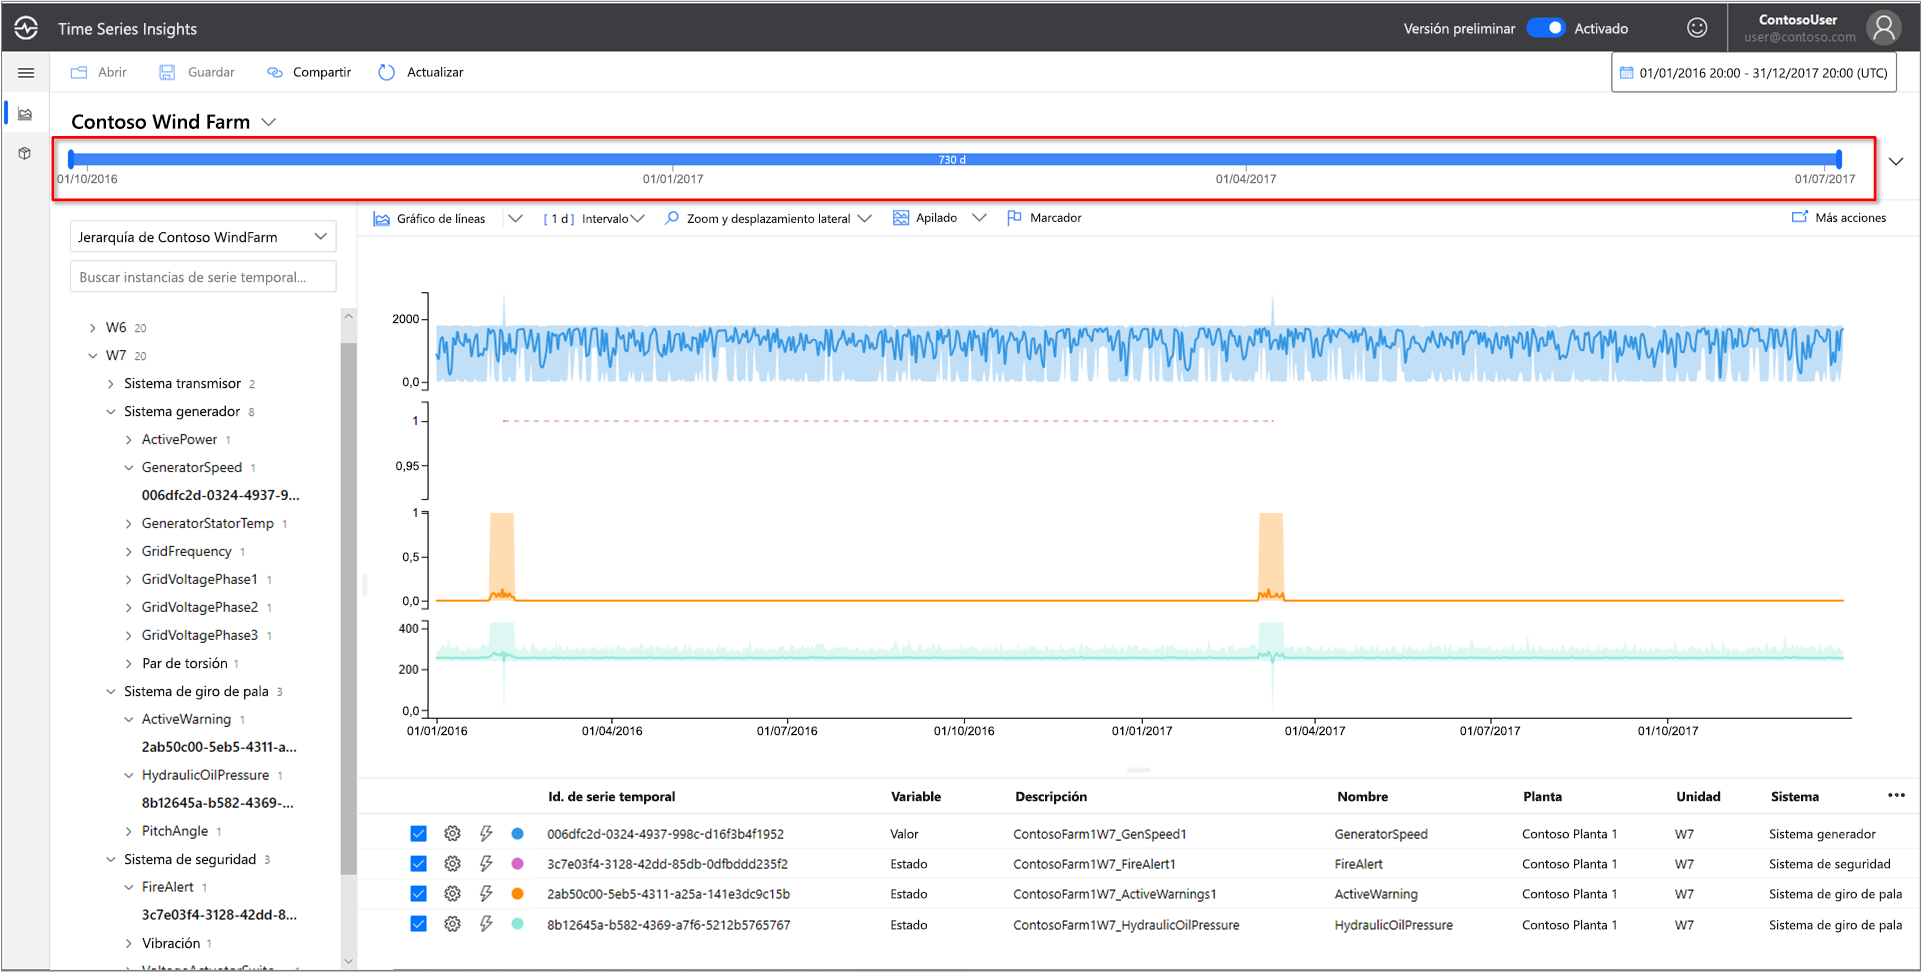 Time Series Insights
Versión preliminar Activado
ContosoUser
user@contoso.com
Abrir Guardar Compartir Actualizar
01/01/2016 20:00 - 31/12/2017 20:00 (UTC)
Contoso Wind Farm
730 d
01/10/2016 01/01/2017 01/04/2017 01/07/2017
Gráfico de líneas [ 1 d ] Intervalo Zoom y desplazamiento lateral Apilado Marcador Más acciones
Jerarquía de Contoso WindFarm
Buscar instancias de serie temporal...
W6 20
W7 20
Sistema transmisor 2
Sistema generador 8
ActivePower 1
GeneratorSpeed 1
006dfc2d-0324-4937-9...
GeneratorStatorTemp 1
GridFrequency 1
GridVoltagePhase1 1
GridVoltagePhase2 1
GridVoltagePhase3 1
Par de torsión 1
Sistema de giro de pala 3
ActiveWarning 1
2ab50c00-5eb5-4311-a...
HydraulicOilPressure 1
8b12645a-b582-4369-...
PitchAngle 1
Sistema de seguridad 3
FireAlert 1
3c7e03f4-3128-42dd-8...
Vibración 1
2000
0,0
1
0,95
1
0,5
0,0
400
200
0,0
01/01/2016 01/04/2016 01/07/2016 01/10/2016 01/01/2017 01/04/2017 01/07/2017 01/10/2017
Id. de serie temporal Variable Descripción Nombre Planta Unidad Sistema
006dfc2d-0324-4937-998c-d16f3b4f1952 Valor ContosoFarm1W7_GenSpeed1 GeneratorSpeed Contoso Planta 1 W7 Sistema generador
3c7e03f4-3128-42dd-85db-0dfbddd235f2 Estado ContosoFarm1W7_FireAlert1 FireAlert Contoso Planta 1 W7 Sistema de seguridad
2ab50c00-5eb5-4311-a25a-141e3dc9c15b Estado ContosoFarm1W7_ActiveWarnings1 ActiveWarning Contoso Planta 1 W7 Sistema de giro de pala
8b12645a-b582-4369-a7f6-5212b5765767 Estado ContosoFarm1W7_HydraulicOilPressure HydraulicOilPressure Contoso Planta 1 W7 Sistema de giro de pala